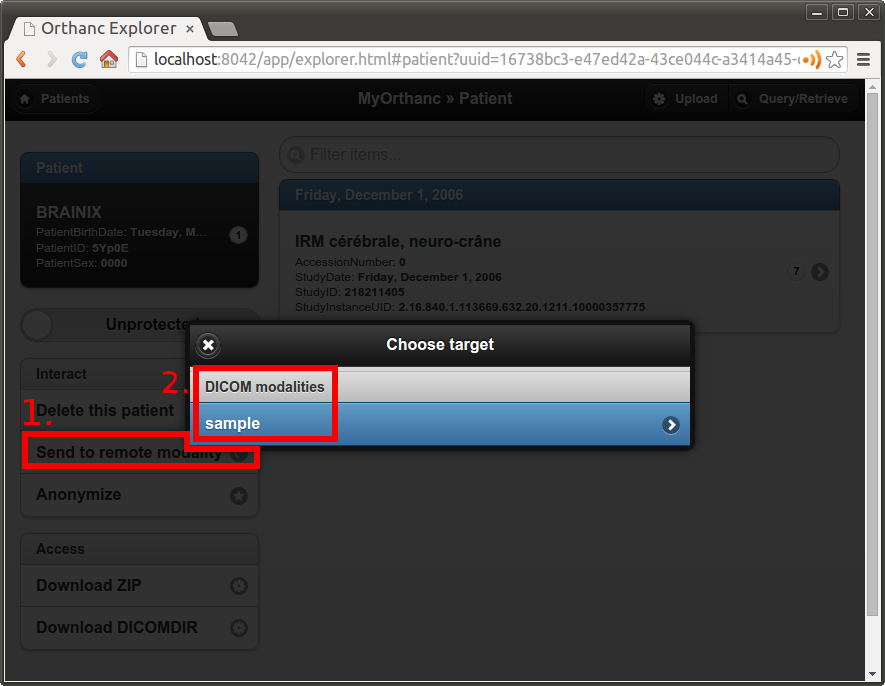 Orthanc Explorer
localhost:8042/app/explorer.html#patient?uuid=16738bc3-e47ed42a-43ce044c-a3414a45-
Patients
MyOrthanc » Patient
Upload
Query/Retrieve
Patient
BRAINIX
PatientBirthDate: Tuesday, M...
PatientID: 5Yp0E
PatientSex: 0000
1
Filter items...
Friday, December 1, 2006
IRM cérébrale, neuro-crâne
AccessionNumber: 0
StudyDate: Friday, December 1, 2006
StudyID: 218211405
StudyInstanceUID: 2.16.840.1.113669.632.20.1211.10000357775
7
Unprotected
Choose target
2.
DICOM modalities
sample
Interact
1.
Delete this patient
Send to remote modality
Anonymize
Access
Download ZIP
Download DICOMDIR